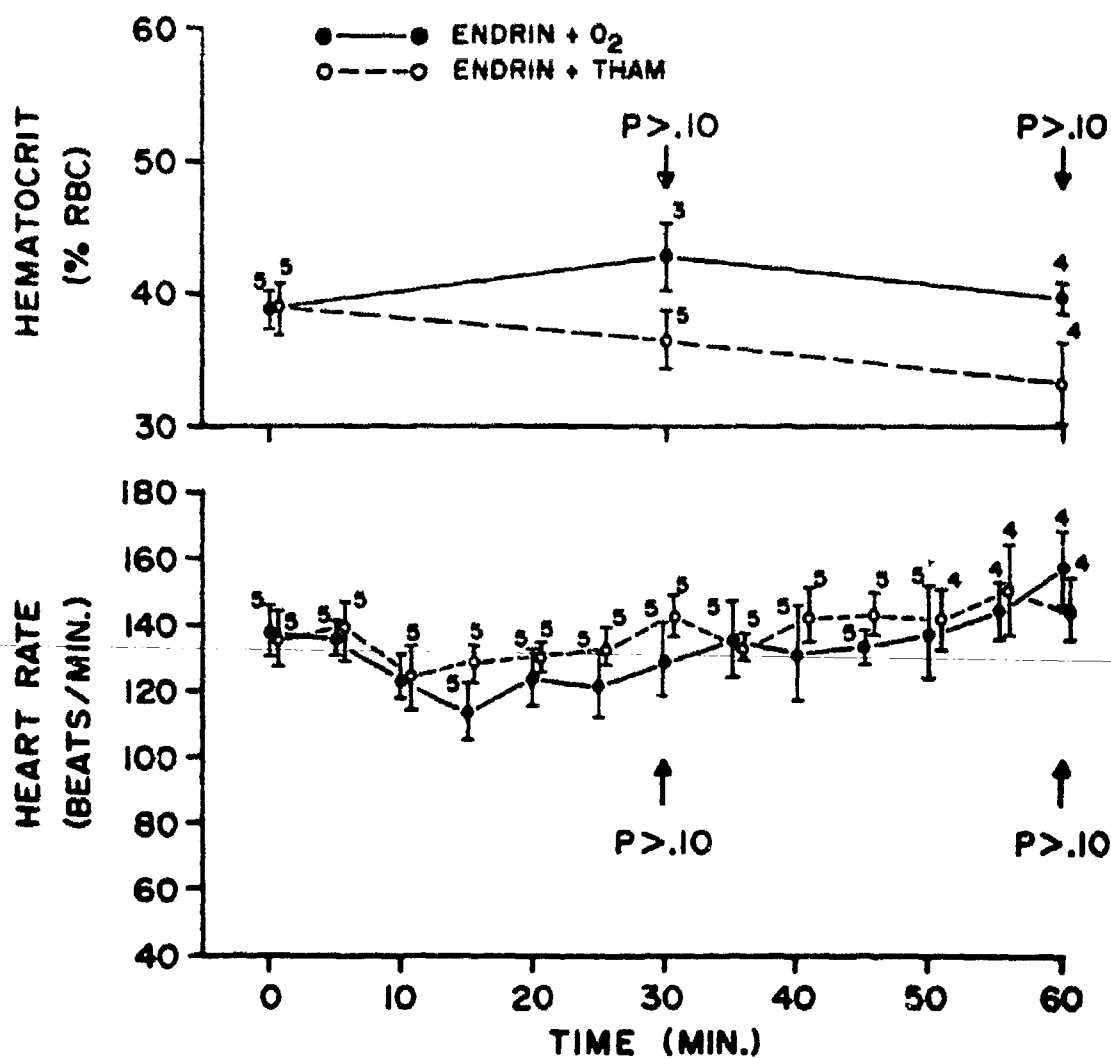 60
ENDRIN + O2
ENDRIN + THAM
P>.10 P>.10
50
3
5 5
4
40
5
4
30
HEMATOCRIT
(% RBC)
180
160
140
120
100
80
60
40
HEART RATE
(BEATS/MIN.)
5 5 5 5 5 5 5 5 5 5 5 5 5 5 5 5 5 5 5 4 4 4 4 4
P>.10 P>.10
0 10 20 30 40 50 60
TIME (MIN.)